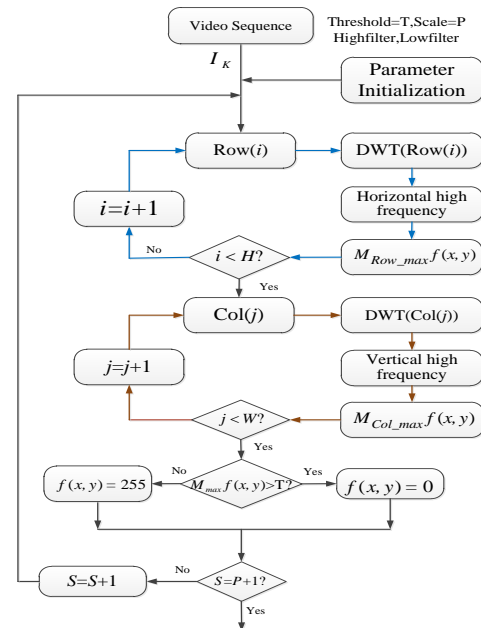 Video Sequence
Threshold=T,Scale=P
Highfilter,Lowfilter
I_K
Parameter
Initialization
Row(i)
DWT(Row(i))
i=i+1
Horizontal high
frequency
No
i < H?
M_Row_max f(x, y)
Yes
Col(j)
DWT(Col(j))
j=j+1
Vertical high
frequency
j < W?
M_Col_max f(x, y)
Yes
No
Yes
f(x, y) = 255
M_max f(x, y)>T?
f(x, y) = 0
No
S=S+1
S=P+1?
Yes